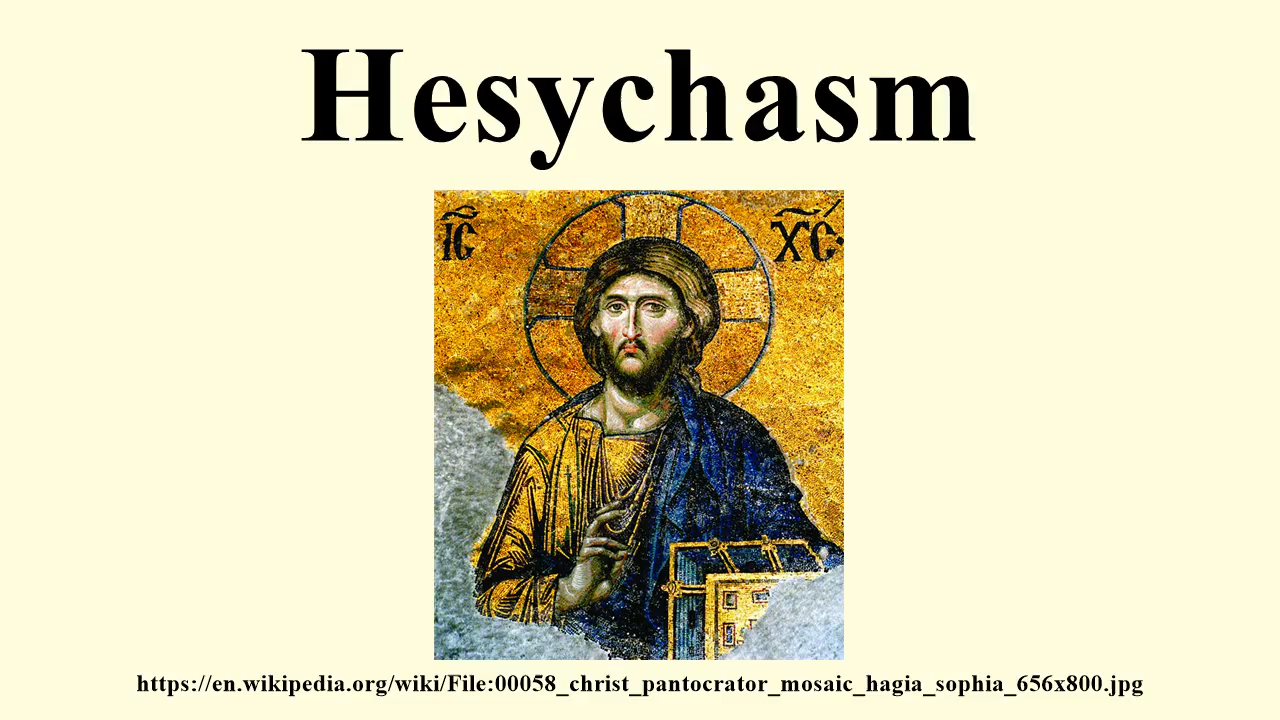 Hesychasm
IC XC
https://en.wikipedia.org/wiki/File:00058_christ_pantocrator_mosaic_hagia_sophia_656x800.jpg